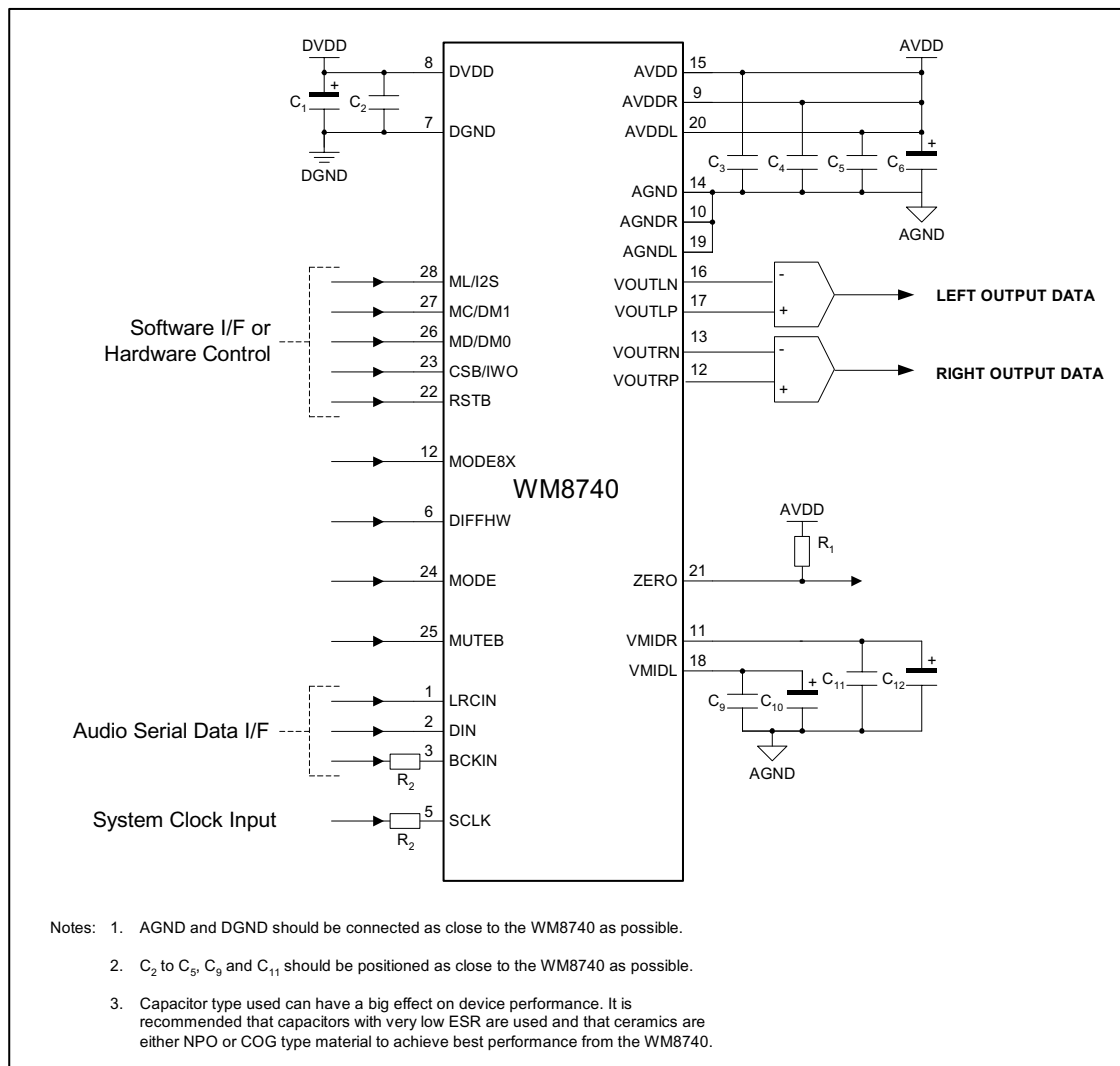 DVDD
AVDD
8 DVDD
AVDD 15
C1 + C2
AVDDR 9
7 DGND
AVDDL 20
DGND
C3 C4 C5 C6 +
AGND 14
AGNDR 10
AGND
AGNDL 19
28 ML/I2S
VOUTLN 16 -
LEFT OUTPUT DATA
27 MC/DM1
VOUTLP 17 +
Software I/F or
Hardware Control
26 MD/DM0
VOUTRN 13 -
23 CSB/IWO
RIGHT OUTPUT DATA
VOUTRP 12 +
22 RSTB
12 MODE8X
WM8740
6 DIFFHW
AVDD
R1
24 MODE
ZERO 21
25 MUTEB
VMIDR 11
VMIDL 18
C9 C10 + C11 C12 +
1 LRCIN
Audio Serial Data I/F
2 DIN
3 BCKIN
R2
AGND
System Clock Input
5 SCLK
R2
Notes: 1. AGND and DGND should be connected as close to the WM8740 as possible.
2. C2 to C5, C9 and C11 should be positioned as close to the WM8740 as possible.
3. Capacitor type used can have a big effect on device performance. It is
recommended that capacitors with very low ESR are used and that ceramics are
either NPO or COG type material to achieve best performance from the WM8740.